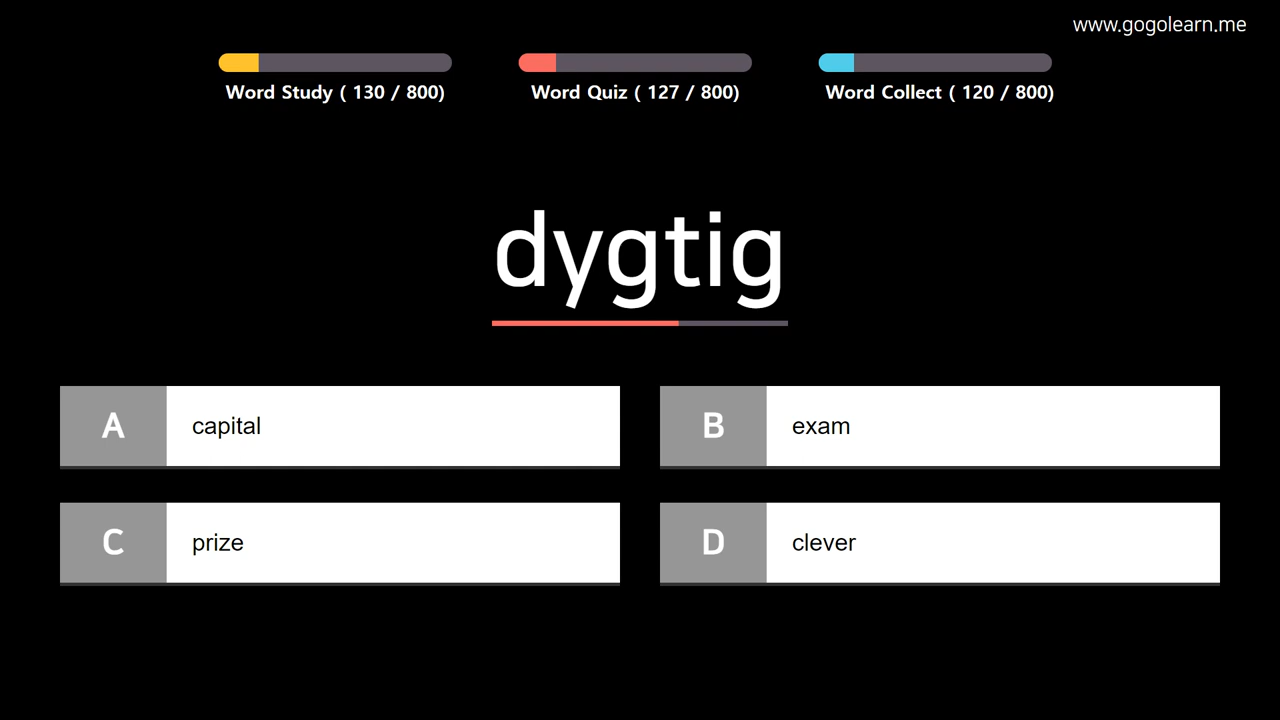 www.gogolearn.me
Word Study ( 130 / 800)
Word Quiz ( 127 / 800)
Word Collect ( 120 / 800)
dygtig
A capital
B exam
C prize
D clever